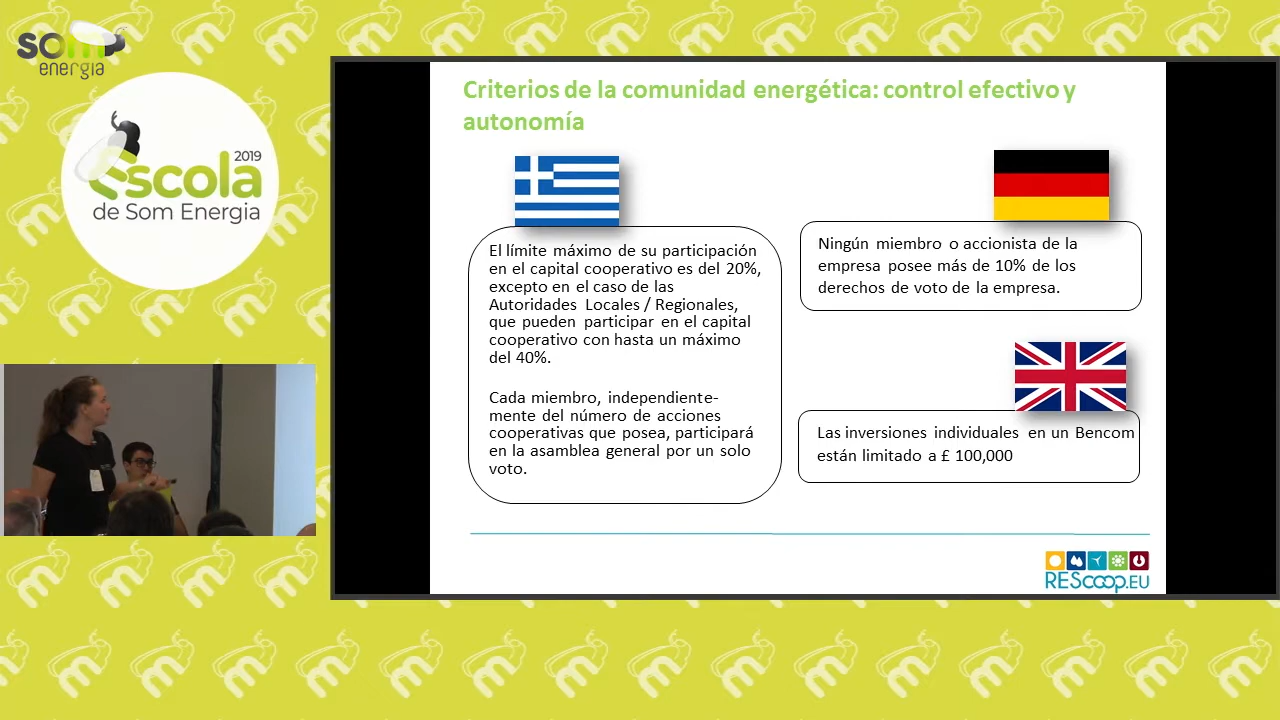 som
energia
2019
Escola
de Som Energia
Criterios de la comunidad energética: control efectivo y
autonomía
El límite máximo de su participación
en el capital cooperativo es del 20%,
excepto en el caso de las
Autoridades Locales / Regionales,
que pueden participar en el capital
cooperativo con hasta un máximo
del 40%.
Cada miembro, independiente-
mente del número de acciones
cooperativas que posea, participará
en la asamblea general por un solo
voto.
Ningún miembro o accionista de la
empresa posee más de 10% de los
derechos de voto de la empresa.
Las inversiones individuales en un Bencom
están limitado a £ 100,000
REScoop.EU